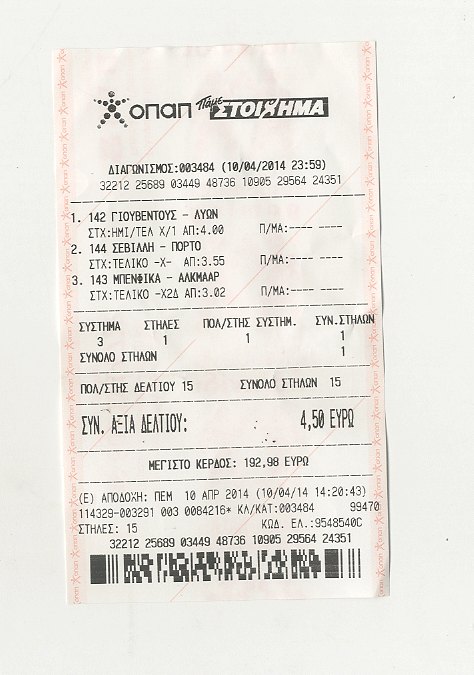 οπαπ Πάμε ΣΤΟΙΧΗΜΑ
ΔΙΑΓΩΝΙΣΜΟΣ:003484 (10/04/2014 23:59)
32212 25689 03449 48736 10905 29564 24351
1. 142 ΓΙΟΥΒΕΝΤΟΥΣ - ΛΥΩΝ
ΣΤΧ:ΗΜΙ/ΤΕΛ Χ/1 ΑΠ:4.00 Π/ΜΑ:---- ----
2. 144 ΣΕΒΙΛΛΗ - ΠΟΡΤΟ
ΣΤΧ:ΤΕΛΙΚΟ -Χ- ΑΠ:3.55 Π/ΜΑ:---- ----
3. 143 ΜΠΕΝΦΙΚΑ - ΑΛΚΜΑΑΡ
ΣΤΧ:ΤΕΛΙΚΟ -Χ2Δ ΑΠ:3.02 Π/ΜΑ:---- ----
ΣΥΣΤΗΜΑ ΣΤΗΛΕΣ ΠΟΛ/ΣΤΗΣ ΣΥΣΤΗΜ. ΣΥΝ.ΣΤΗΛΩΝ
3 1 1 1
ΣΥΝΟΛΟ ΣΤΗΛΩΝ 1
ΠΟΛ/ΣΤΗΣ ΔΕΛΤΙΟΥ 15 ΣΥΝΟΛΟ ΣΤΗΛΩΝ 15
ΣΥΝ. ΑΞΙΑ ΔΕΛΤΙΟΥ: 4,50 ΕΥΡΩ
ΜΕΓΙΣΤΟ ΚΕΡΔΟΣ: 192,98 ΕΥΡΩ
(Ε) ΑΠΟΔΟΧΗ: ΠΕΜ 10 ΑΠΡ 2014 (10/04/14 14:20:43)
114329-003291 003 0084216* ΚΛ/ΚΑΤ:003484 99470
ΣΤΗΛΕΣ: 15 ΚΩΔ. ΕΛ.:9548540C
32212 25689 03449 48736 10905 29564 24351